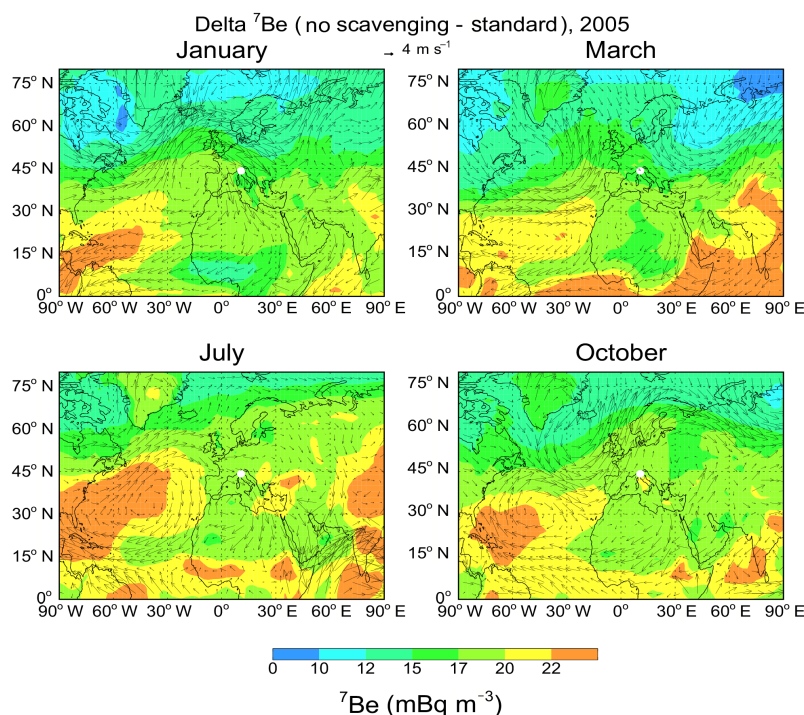 Delta ⁷Be (no scavenging - standard), 2005
January
→ 4 m s⁻¹
March
75° N
60° N
45° N
30° N
15° N
0°
90° W 60° W 30° W 0° 30° E 60° E 90° E
75° N
60° N
45° N
30° N
15° N
0°
90° W 60° W 30° W 0° 30° E 60° E 90° E
July
October
75° N
60° N
45° N
30° N
15° N
0°
90° W 60° W 30° W 0° 30° E 60° E 90° E
75° N
60° N
45° N
30° N
15° N
0°
90° W 60° W 30° W 0° 30° E 60° E 90° E
0 10 12 15 17 20 22
⁷Be (mBq m⁻³)